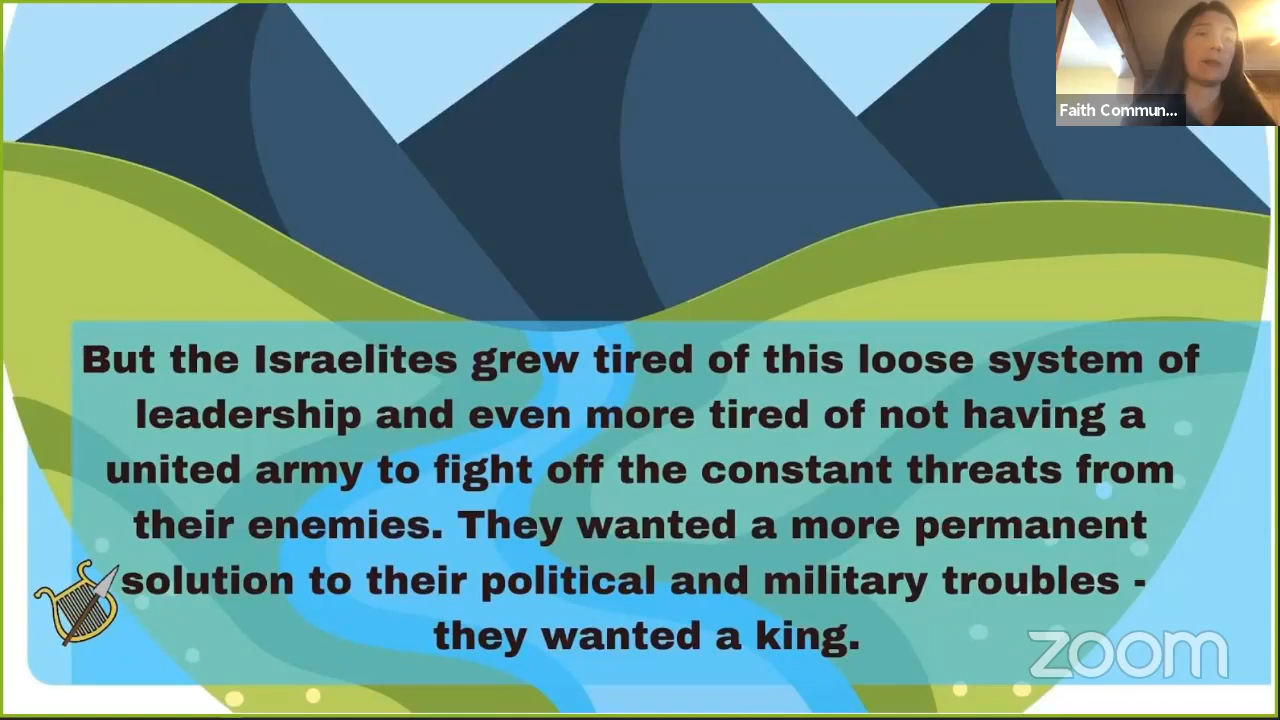 Faith Commun...
But the Israelites grew tired of this loose system of
leadership and even more tired of not having a
united army to fight off the constant threats from
their enemies. They wanted a more permanent
solution to their political and military troubles -
they wanted a king.
zoom